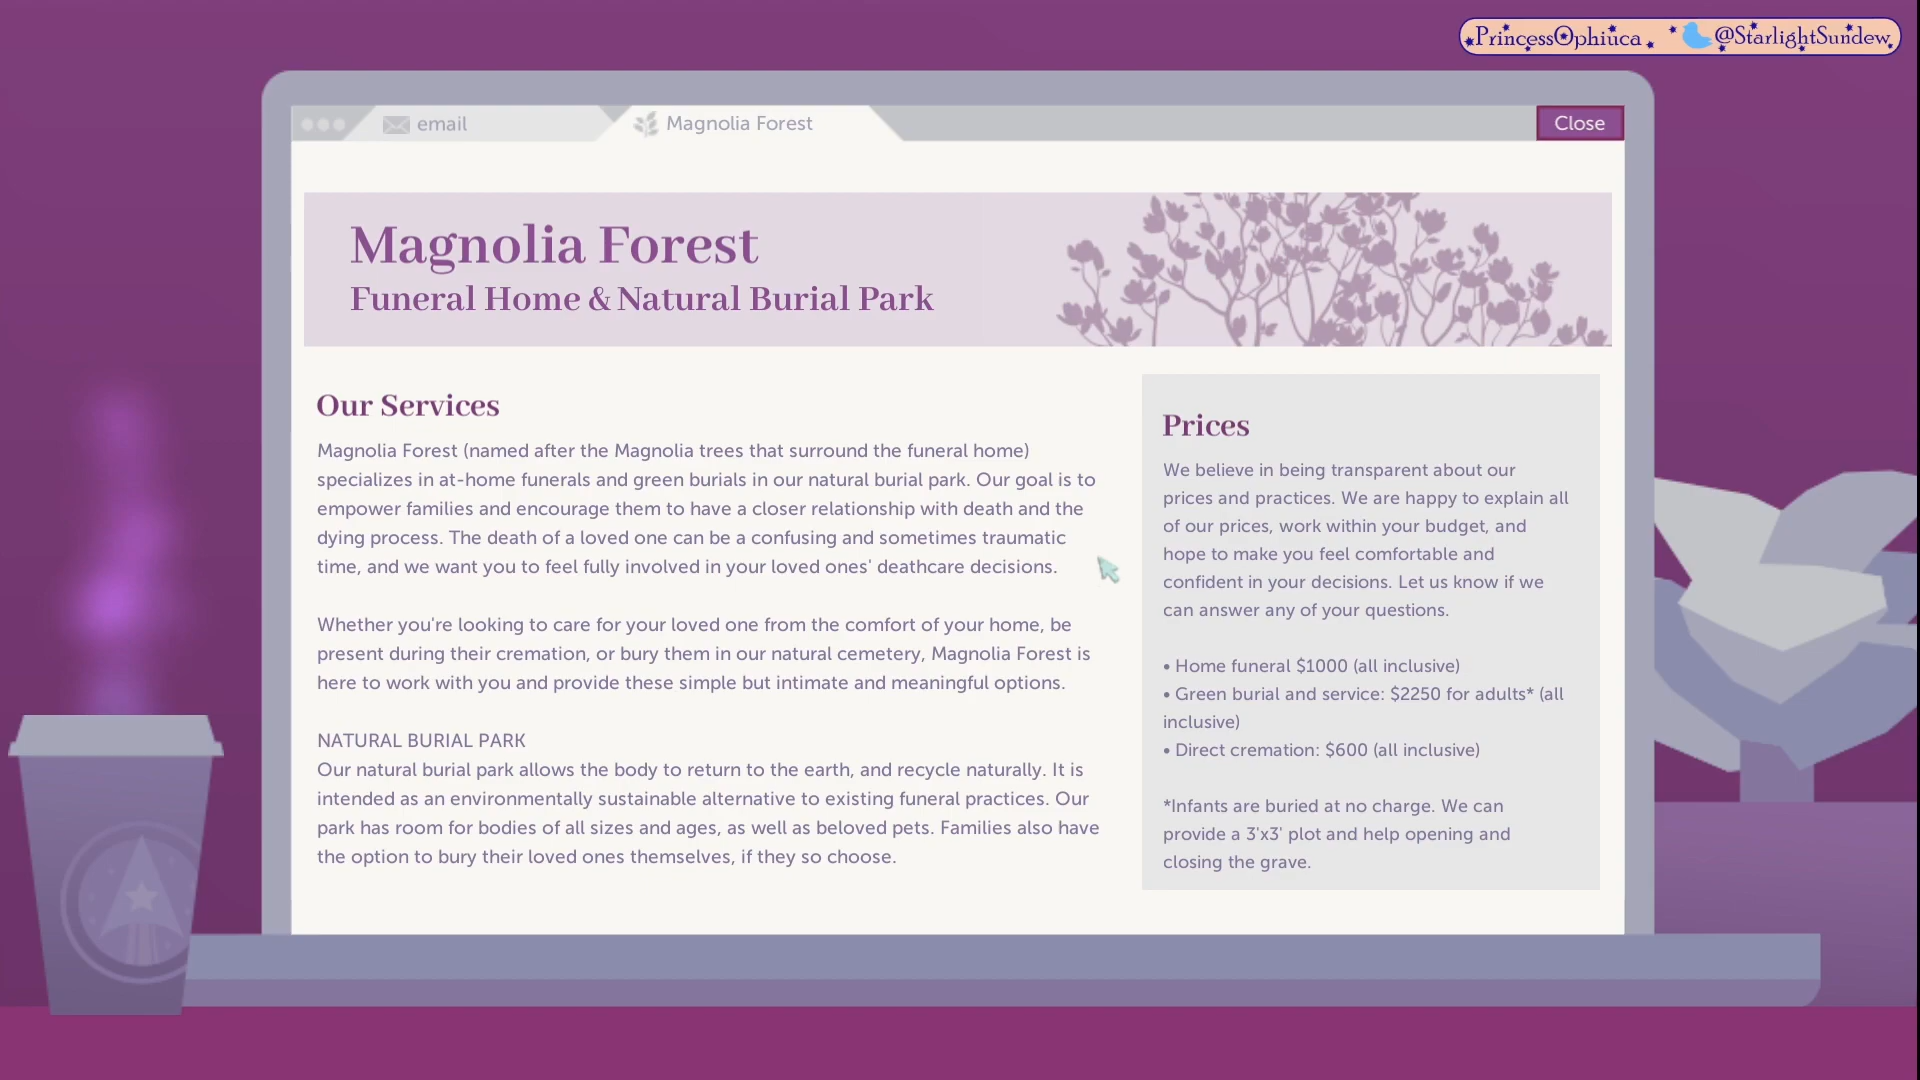 PrincessOphiuca
@StarlightSundew
email
Magnolia Forest
Close
Magnolia Forest
Funeral Home & Natural Burial Park
Our Services
Magnolia Forest (named after the Magnolia trees that surround the funeral home)
specializes in at-home funerals and green burials in our natural burial park. Our goal is to
empower families and encourage them to have a closer relationship with death and the
dying process. The death of a loved one can be a confusing and sometimes traumatic
time, and we want you to feel fully involved in your loved ones' deathcare decisions.
Whether you're looking to care for your loved one from the comfort of your home, be
present during their cremation, or bury them in our natural cemetery, Magnolia Forest is
here to work with you and provide these simple but intimate and meaningful options.
NATURAL BURIAL PARK
Our natural burial park allows the body to return to the earth, and recycle naturally. It is
intended as an environmentally sustainable alternative to existing funeral practices. Our
park has room for bodies of all sizes and ages, as well as beloved pets. Families also have
the option to bury their loved ones themselves, if they so choose.
Prices
We believe in being transparent about our
prices and practices. We are happy to explain all
of our prices, work within your budget, and
hope to make you feel comfortable and
confident in your decisions. Let us know if we
can answer any of your questions.
• Home funeral $1000 (all inclusive)
• Green burial and service: $2250 for adults* (all
inclusive)
• Direct cremation: $600 (all inclusive)
*Infants are buried at no charge. We can
provide a 3'x3' plot and help opening and
closing the grave.